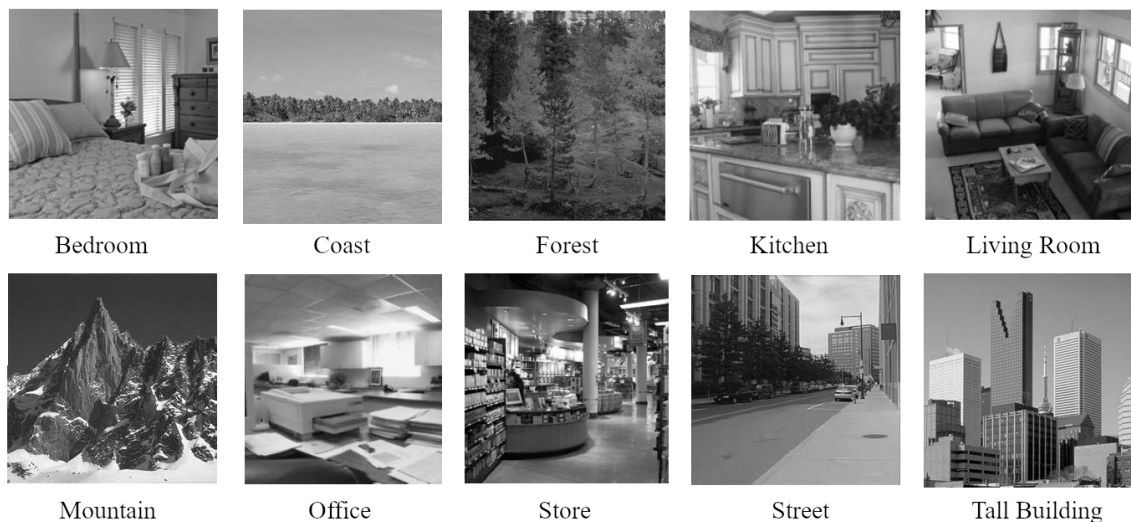 Bedroom
Coast
Forest
Kitchen
Living Room
Mountain
Office
Store
Street
Tall Building